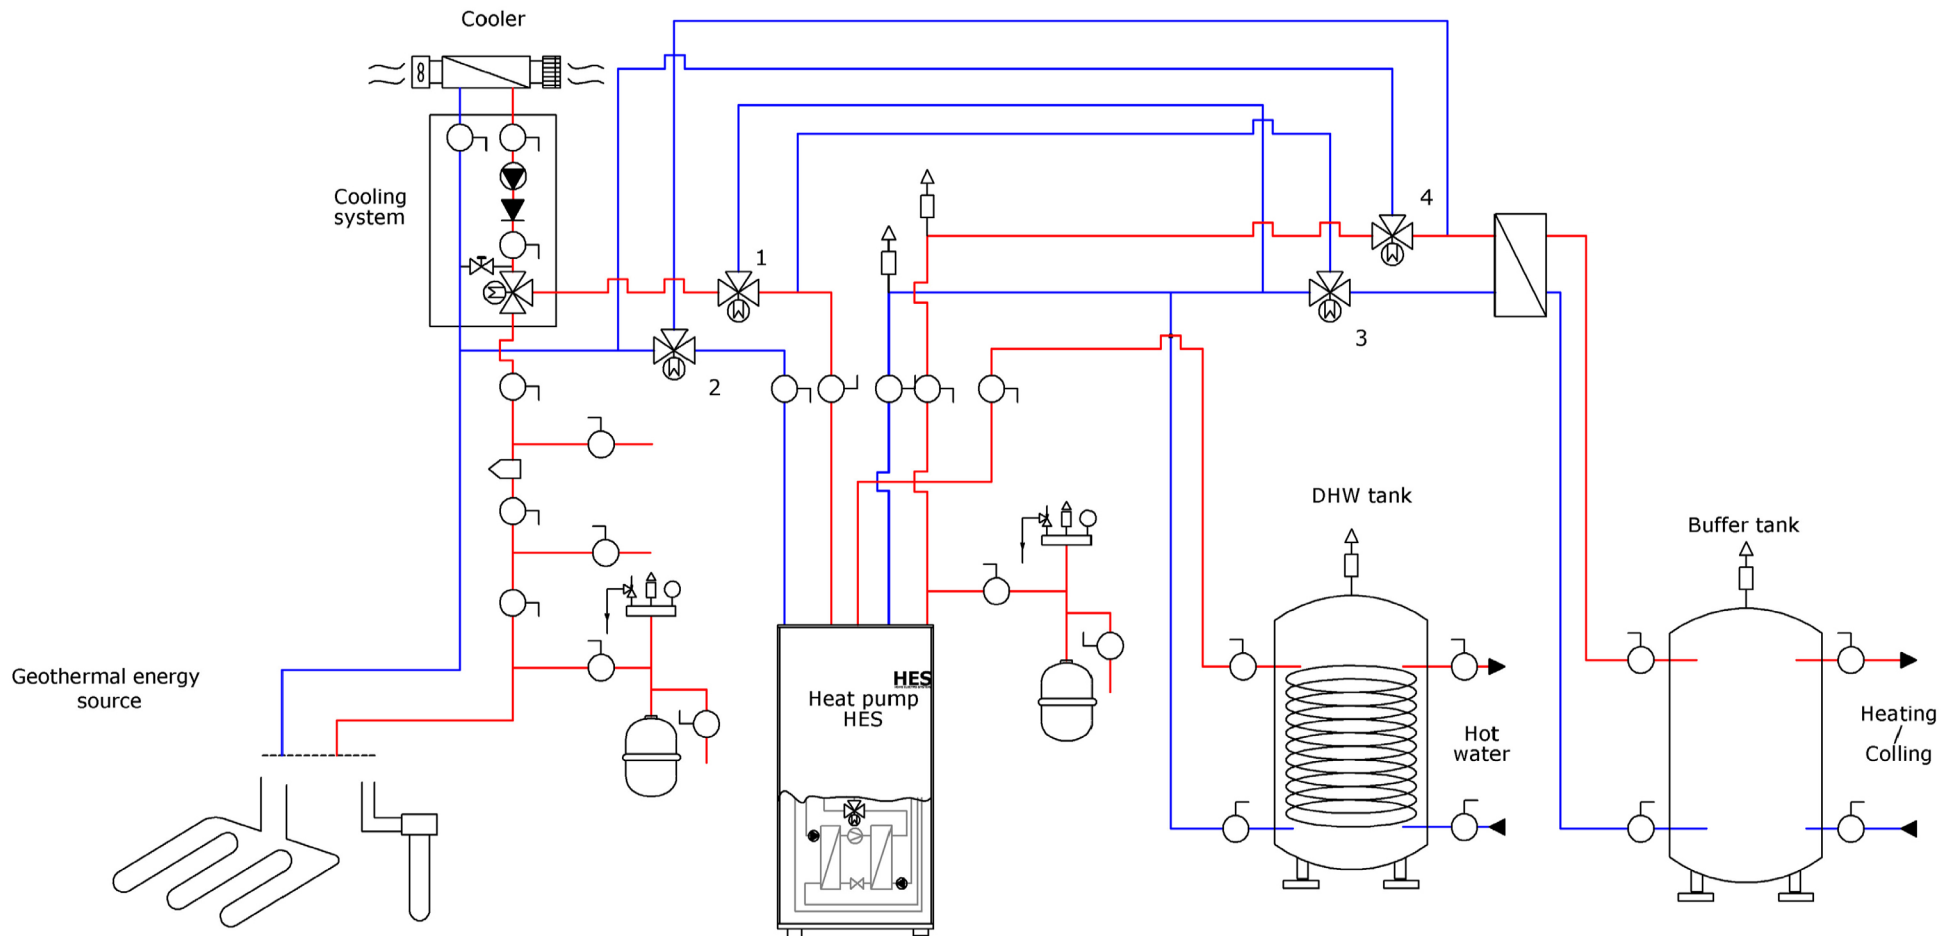 Cooler
Cooling
system
1
2
3
4
Geothermal energy
source
HES
Heat pump
HES
DHW tank
Hot
water
Buffer tank
Heating
/
Colling